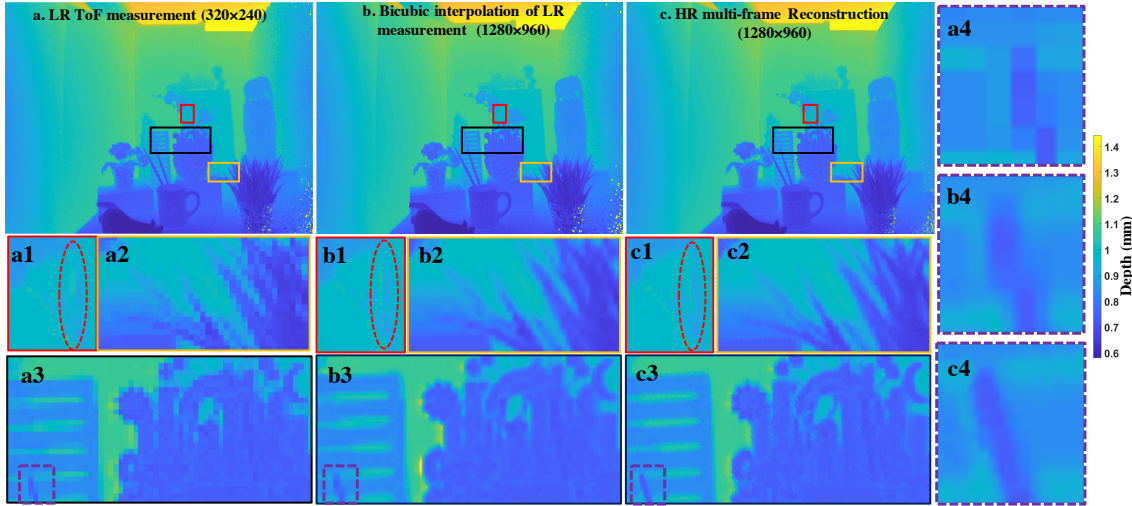 a. LR ToF measurement (320×240)
b. Bicubic interpolation of LR
measurement (1280×960)
c. HR multi-frame Reconstruction
(1280×960)
a4
b4
c4
1.4
1.3
1.2
1.1
1
0.9
0.8
0.7
0.6
Depth (mm)
a1
a2
b1
b2
c1
c2
a3
b3
c3